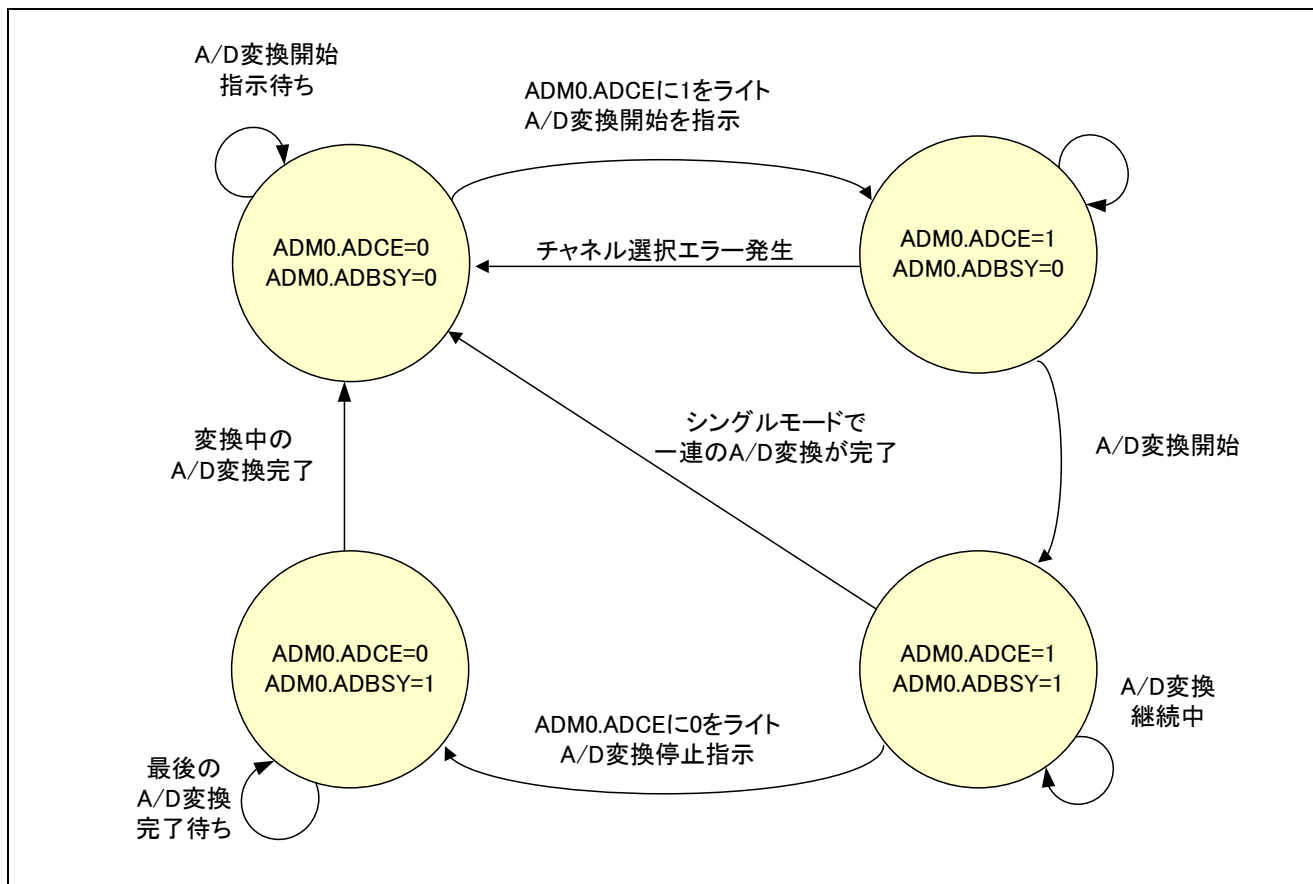 A/D変換開始
指示待ち
ADM0.ADCEに1をライト
A/D変換開始を指示
ADM0.ADCE=0
ADM0.ADBSY=0
チャネル選択エラー発生
ADM0.ADCE=1
ADM0.ADBSY=0
変換中の
A/D変換完了
シングルモードで
一連のA/D変換が完了
A/D変換開始
ADM0.ADCE=0
ADM0.ADBSY=1
ADM0.ADCE=1
ADM0.ADBSY=1
A/D変換
継続中
ADM0.ADCEに0をライト
A/D変換停止指示
最後の
A/D変換
完了待ち